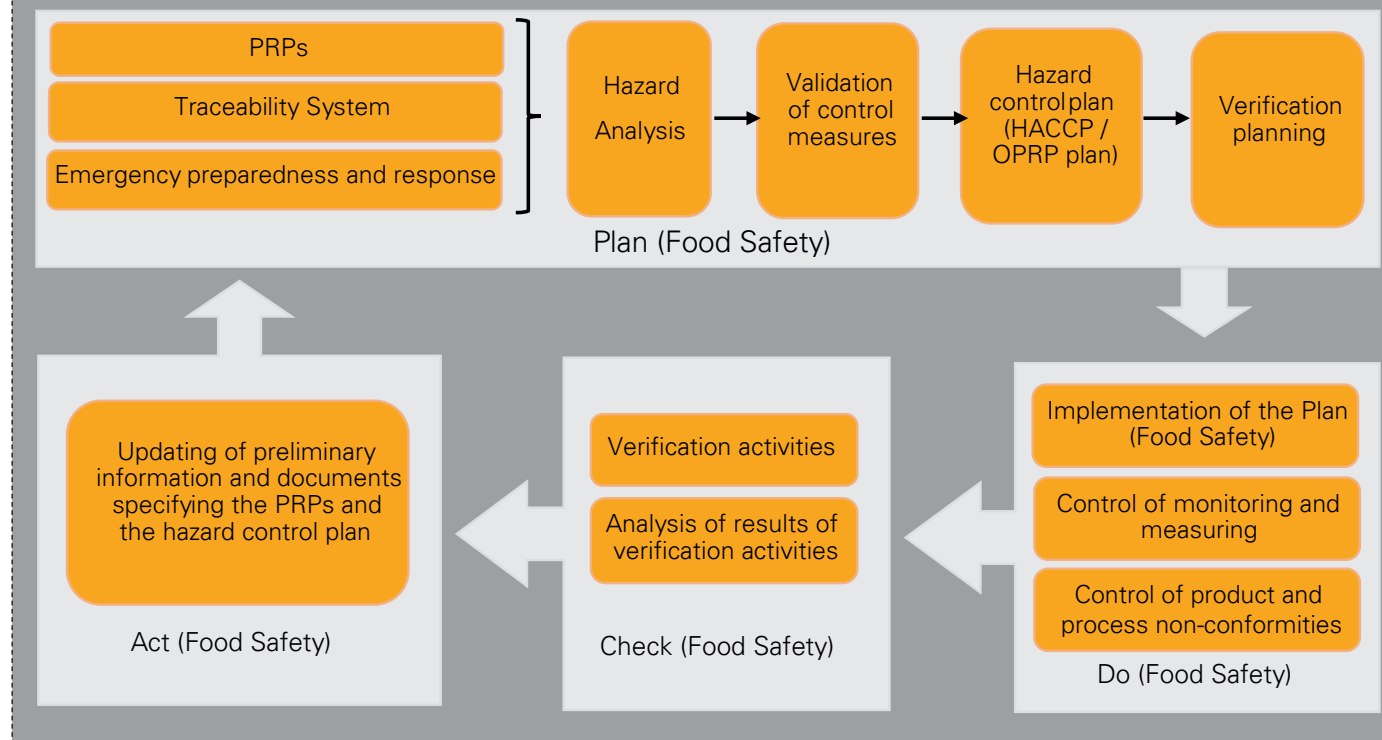 PRPs
Traceability System
Emergency preparedness and response
Hazard
Analysis
Validation
of control
measures
Hazard
control plan
(HACCP /
OPRP plan)
Verification
planning
Plan (Food Safety)
Updating of preliminary
information and documents
specifying the PRPs and
the hazard control plan
Act (Food Safety)
Verification activities
Analysis of results of
verification activities
Check (Food Safety)
Implementation of the Plan
(Food Safety)
Control of monitoring and
measuring
Control of product and
process non-conformities
Do (Food Safety)